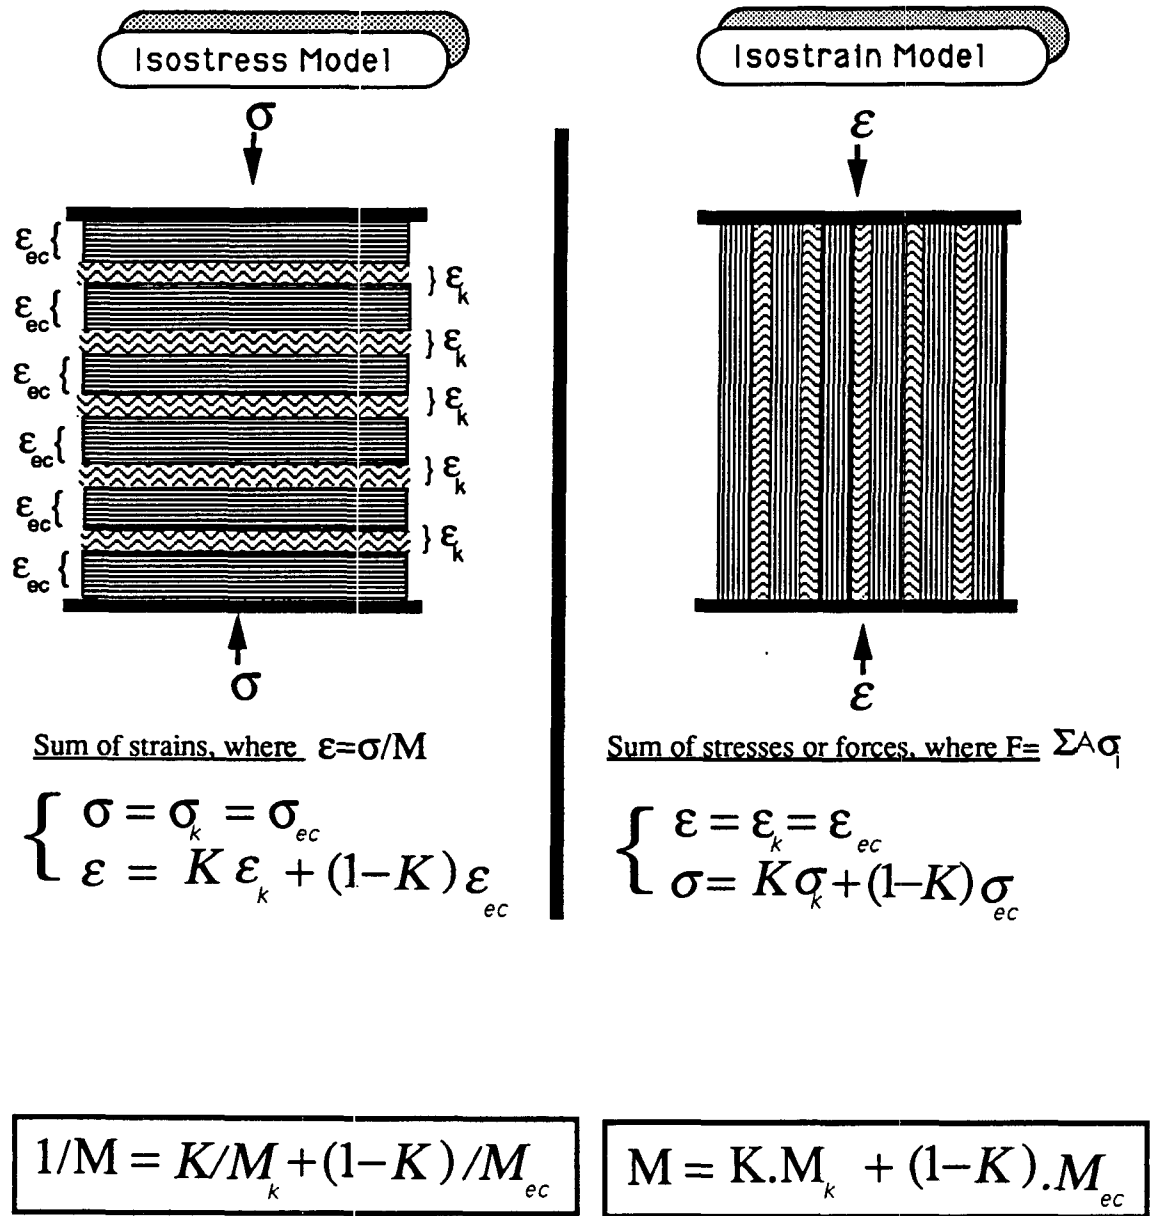 Isostress Model
σ
ε_ec {
} ε_k
ε_ec {
} ε_k
ε_ec {
} ε_k
ε_ec {
} ε_k
ε_ec {
} ε_k
ε_ec {
σ
Sum of strains, where ε=σ/M
{ σ = σ_k = σ_ec
ε = K ε_k + (1–K) ε_ec
1/M = K/M_k +(1–K)/M_ec
Isostrain Model
ε
ε
Sum of stresses or forces, where F= ΣAσ_i
{ ε = ε_k = ε_ec
σ= Kσ_k+(1–K)σ_ec
M = K.M_k + (1–K).M_ec